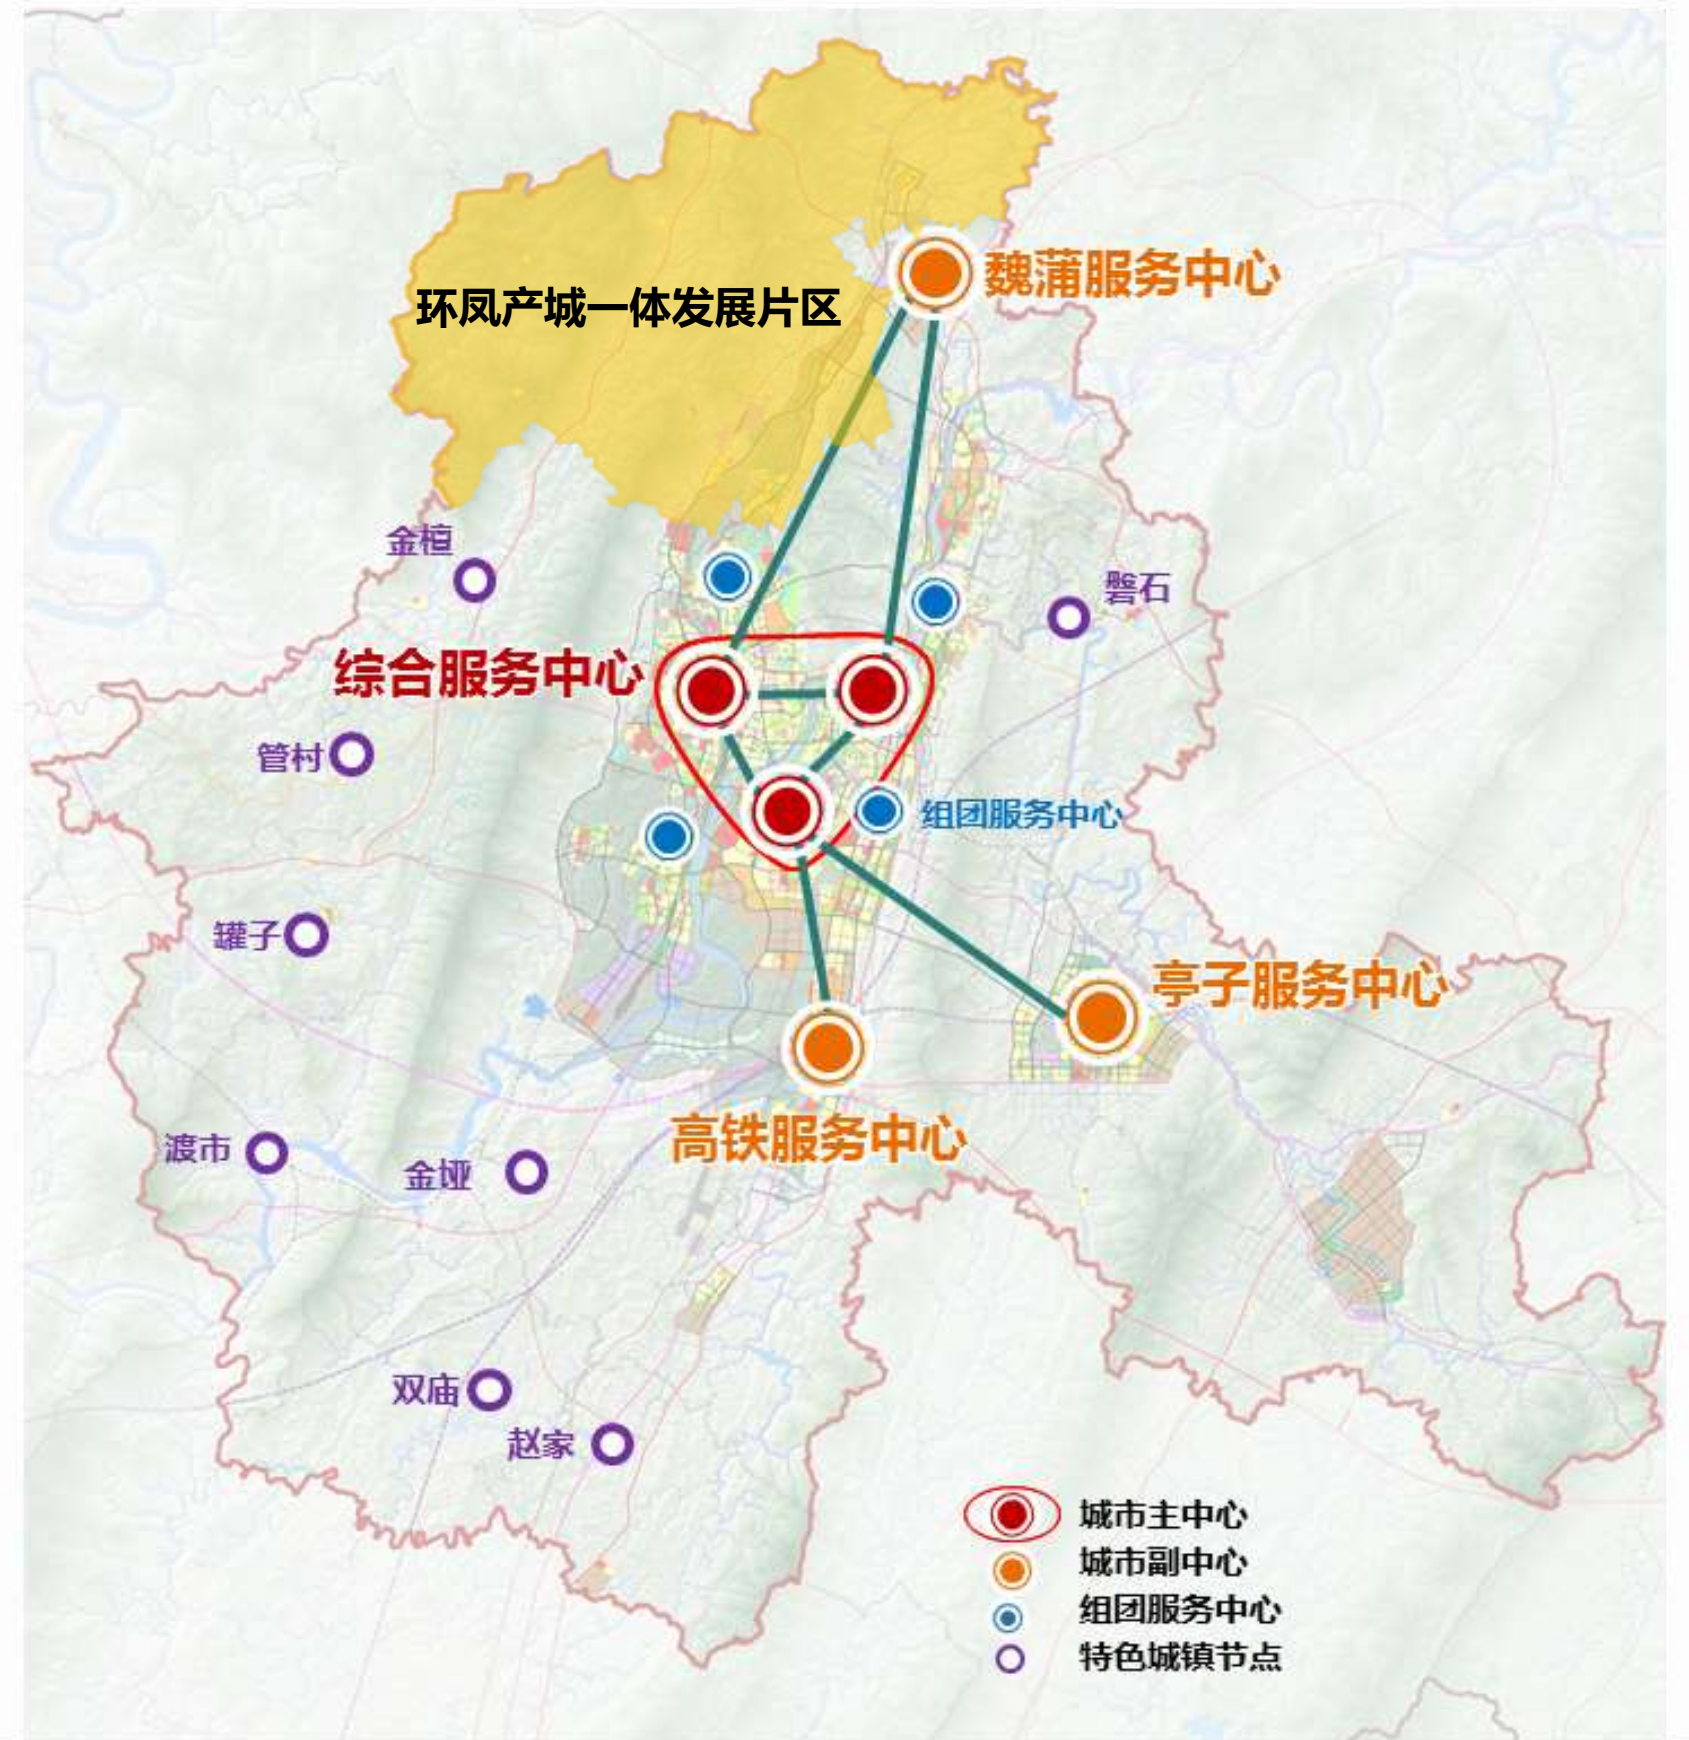 魏蒲服务中心
环凤产城一体发展片区
金檀
磐石
综合服务中心
管村
组团服务中心
罐子
亭子服务中心
高铁服务中心
渡市
金垭
双庙
赵家
城市主中心
城市副中心
组团服务中心
特色城镇节点